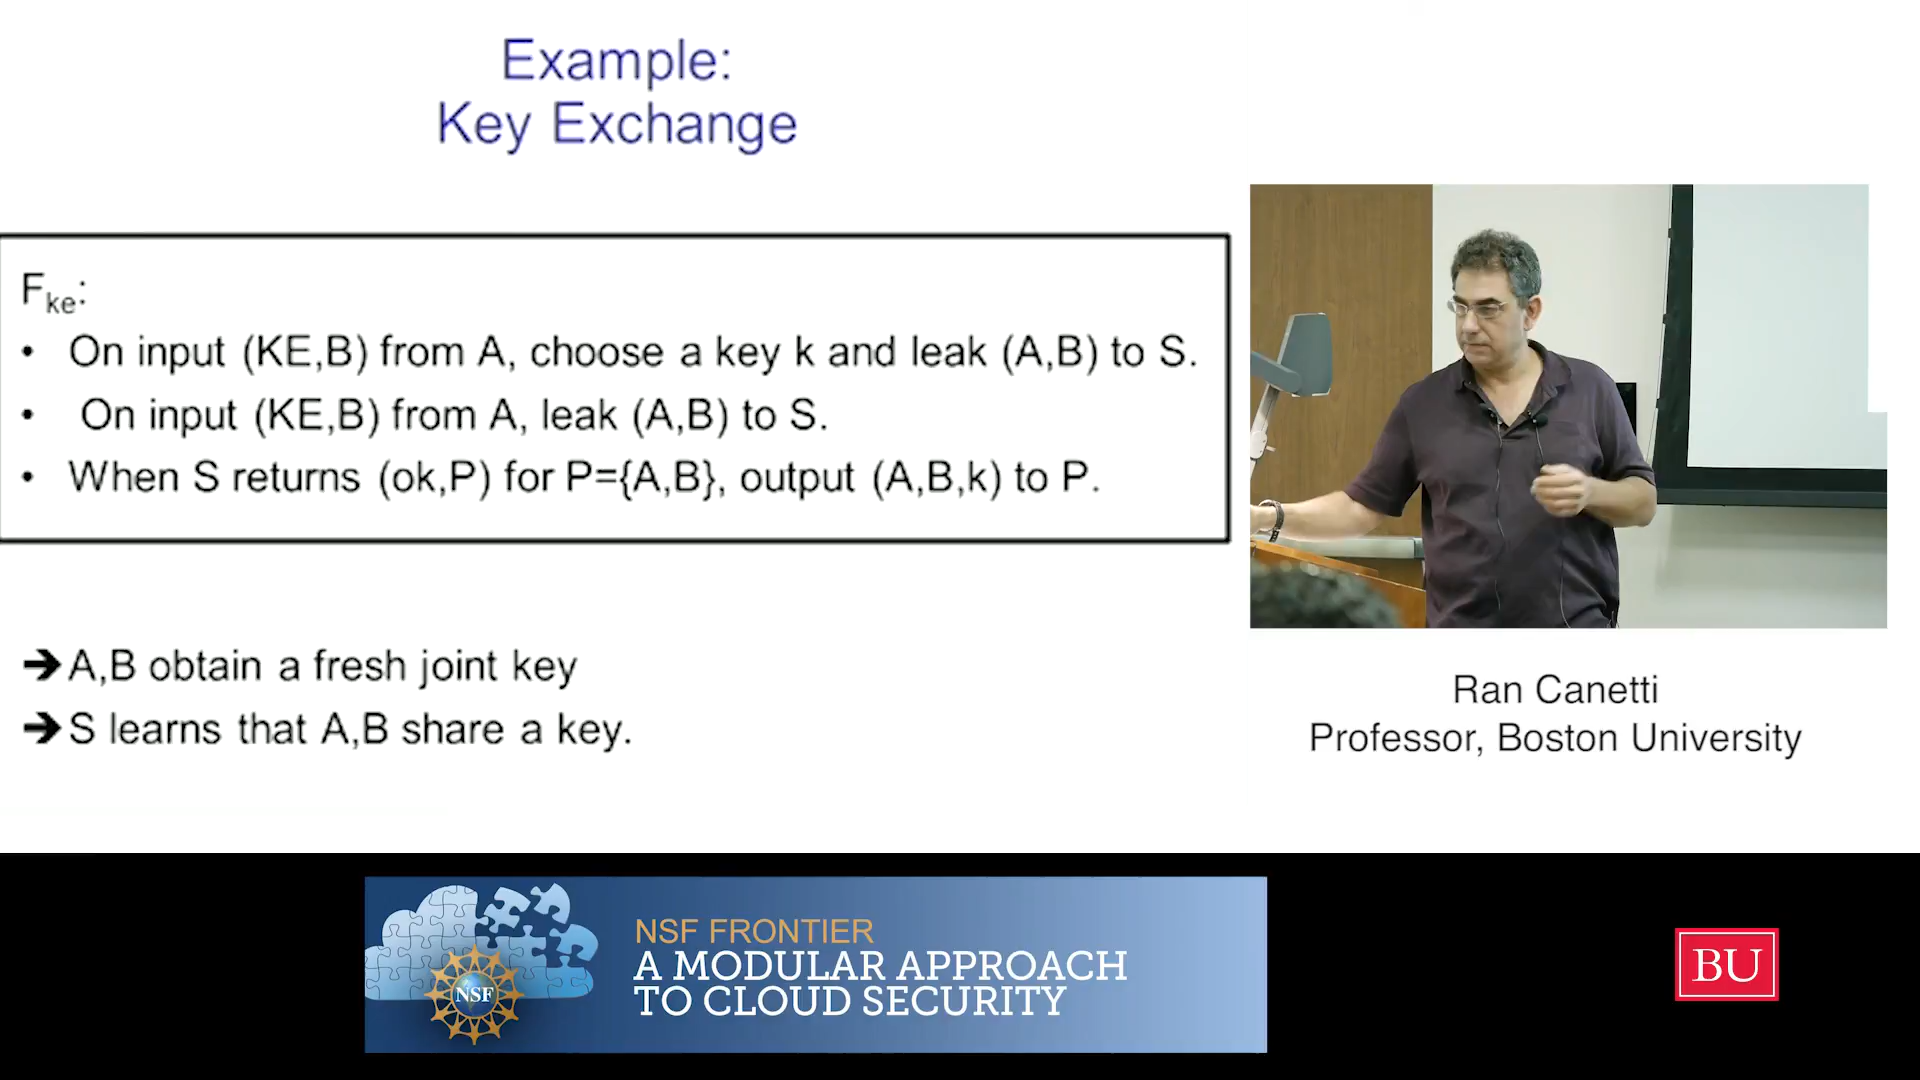 Example:
Key Exchange
Fke:
• On input (KE,B) from A, choose a key k and leak (A,B) to S.
• On input (KE,B) from A, leak (A,B) to S.
• When S returns (ok,P) for P={A,B}, output (A,B,k) to P.
➔ A,B obtain a fresh joint key
➔ S learns that A,B share a key.
Ran Canetti
Professor, Boston University
NSF
NSF FRONTIER
A MODULAR APPROACH
TO CLOUD SECURITY
BU